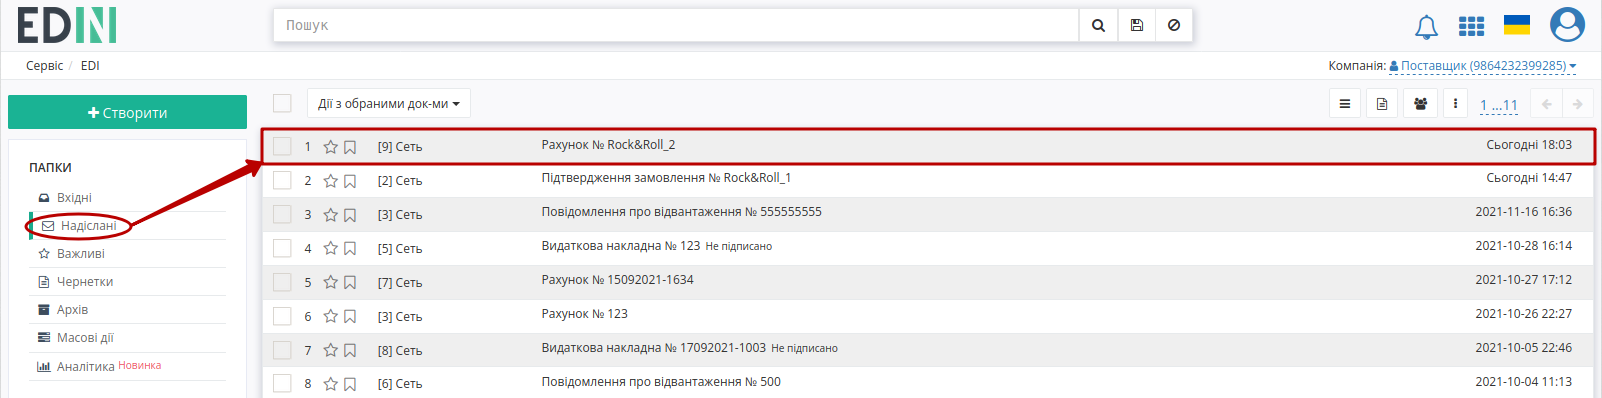 EDIN
Пошук
Сервіс / EDI
Компанія: Поставщик (9864232399285)
+ Створити
Дії з обраними док-ми
1 ...11
ПАПКИ
Вхідні
Надіслані
Важливі
Чернетки
Архів
Масові дії
Аналітика Новинка
1 [9] Сеть Рахунок № Rock&Roll_2 Сьогодні 18:03
2 [2] Сеть Підтвердження замовлення № Rock&Roll_1 Сьогодні 14:47
3 [3] Сеть Повідомлення про відвантаження № 555555555 2021-11-16 16:36
4 [5] Сеть Видаткова накладна № 123 Не підписано 2021-10-28 16:14
5 [7] Сеть Рахунок № 15092021-1634 2021-10-27 17:12
6 [3] Сеть Рахунок № 123 2021-10-26 22:27
7 [8] Сеть Видаткова накладна № 17092021-1003 Не підписано 2021-10-05 22:46
8 [6] Сеть Повідомлення про відвантаження № 500 2021-10-04 11:13